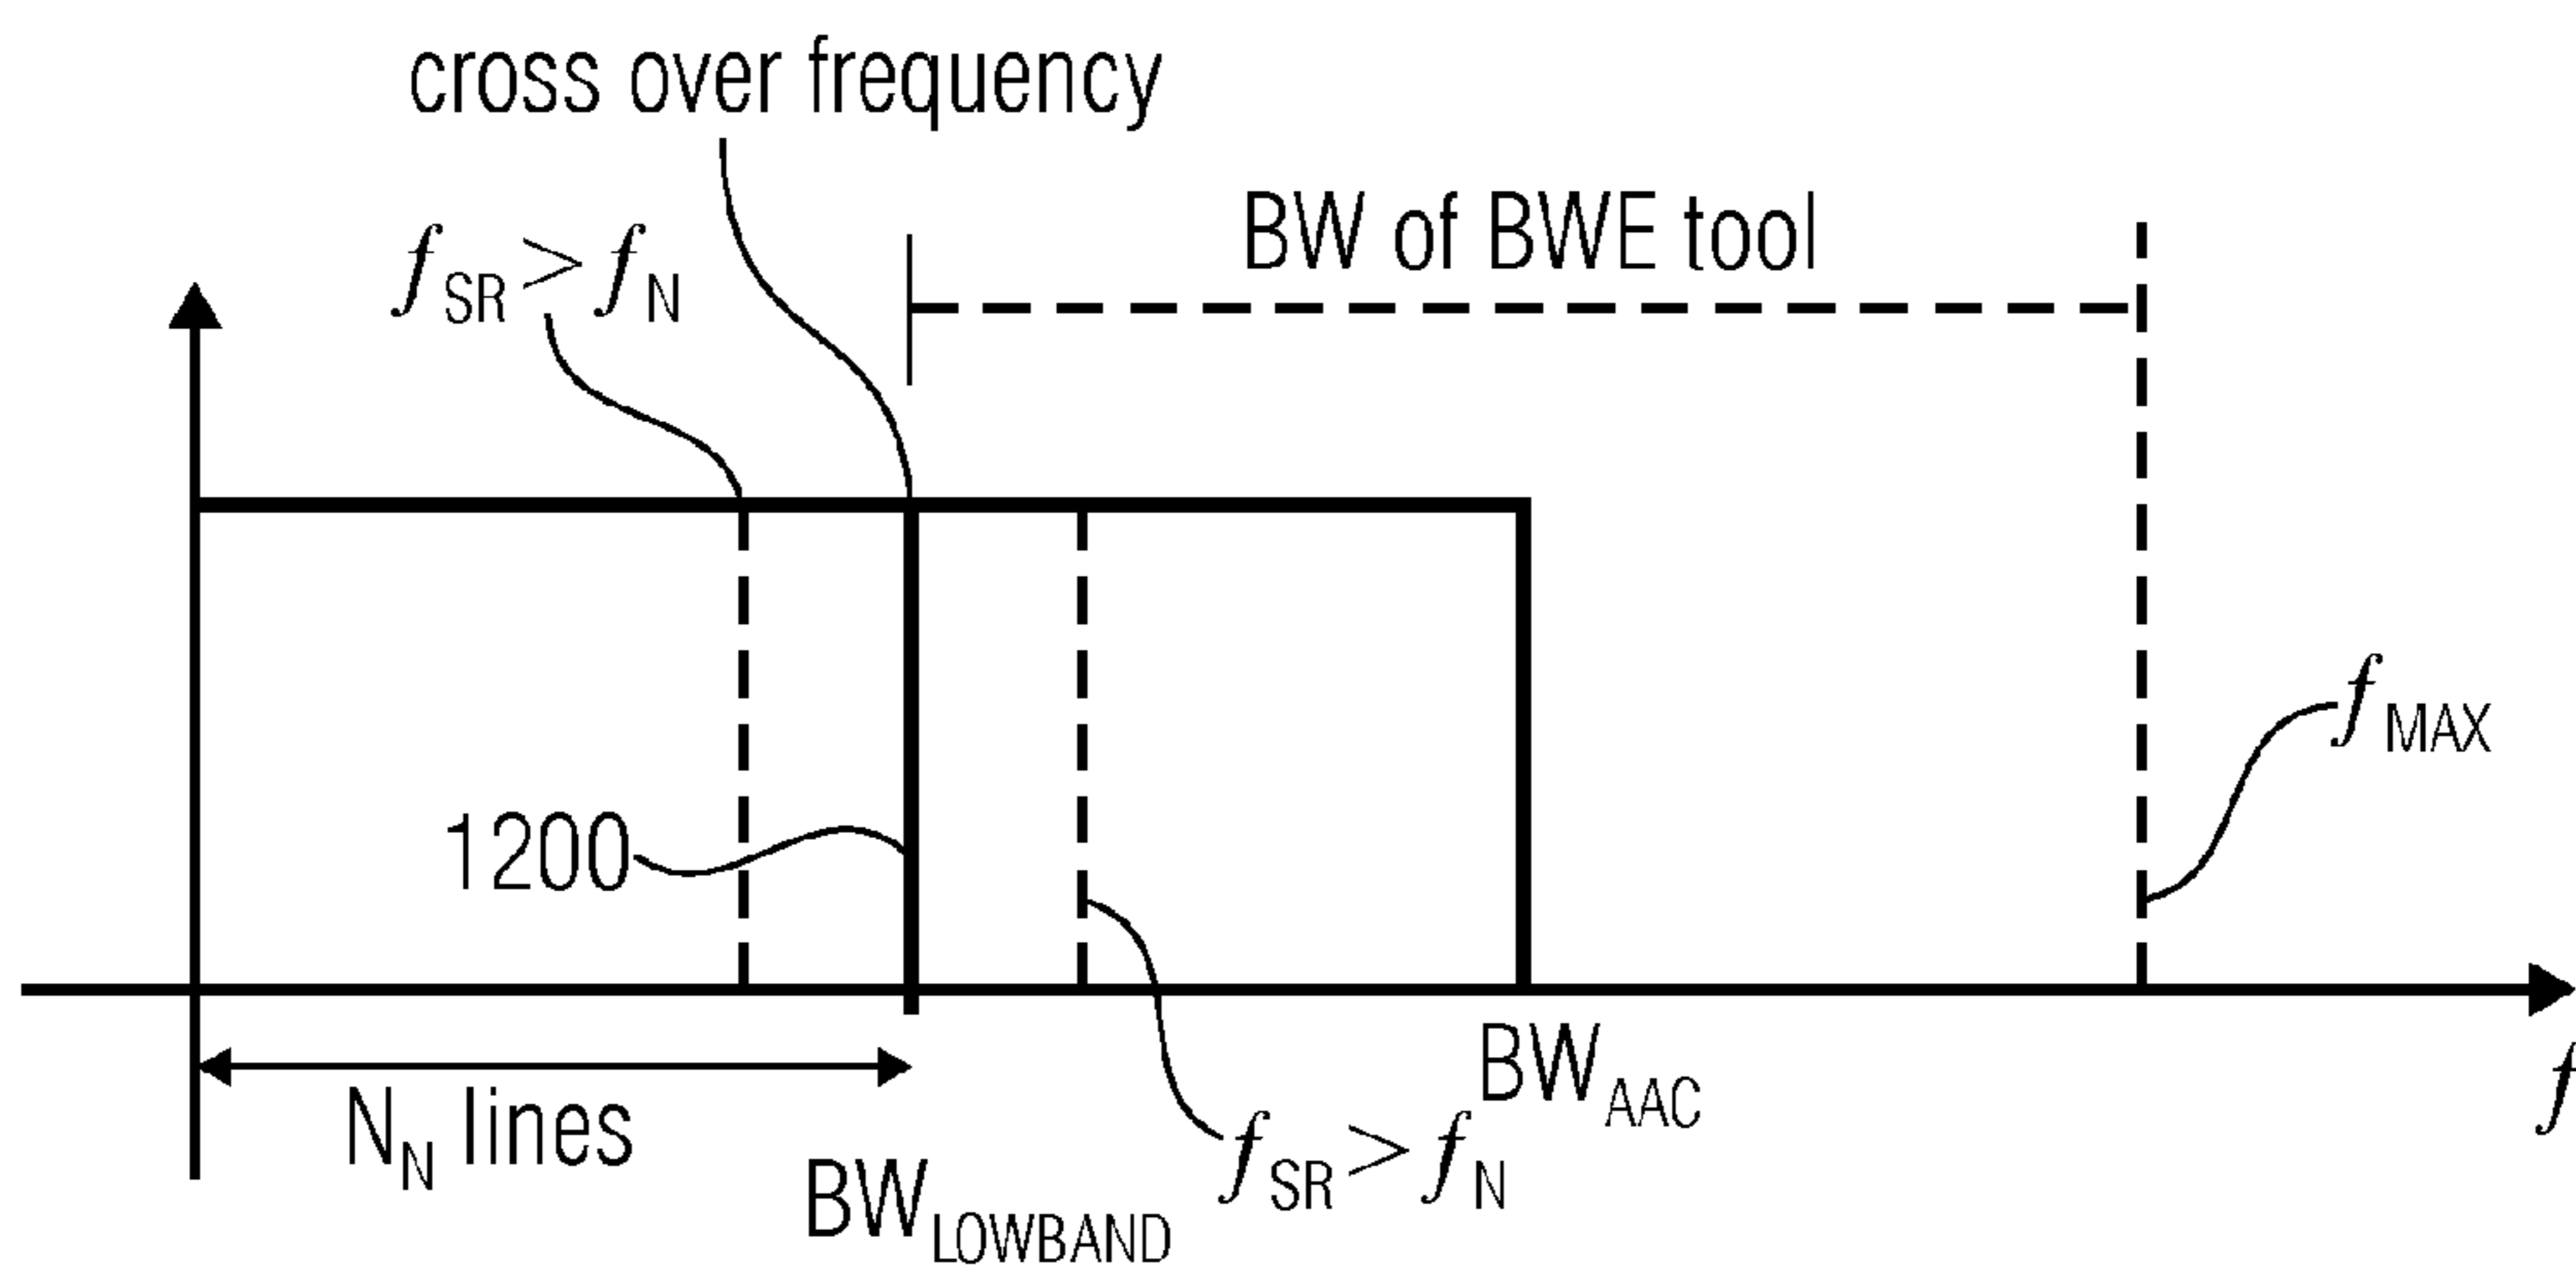 cross over frequency
BW of BWE tool
fSR>fN
fMAX
1200
BWAAC
f
NN lines
fSR>fN
BWLOWBAND